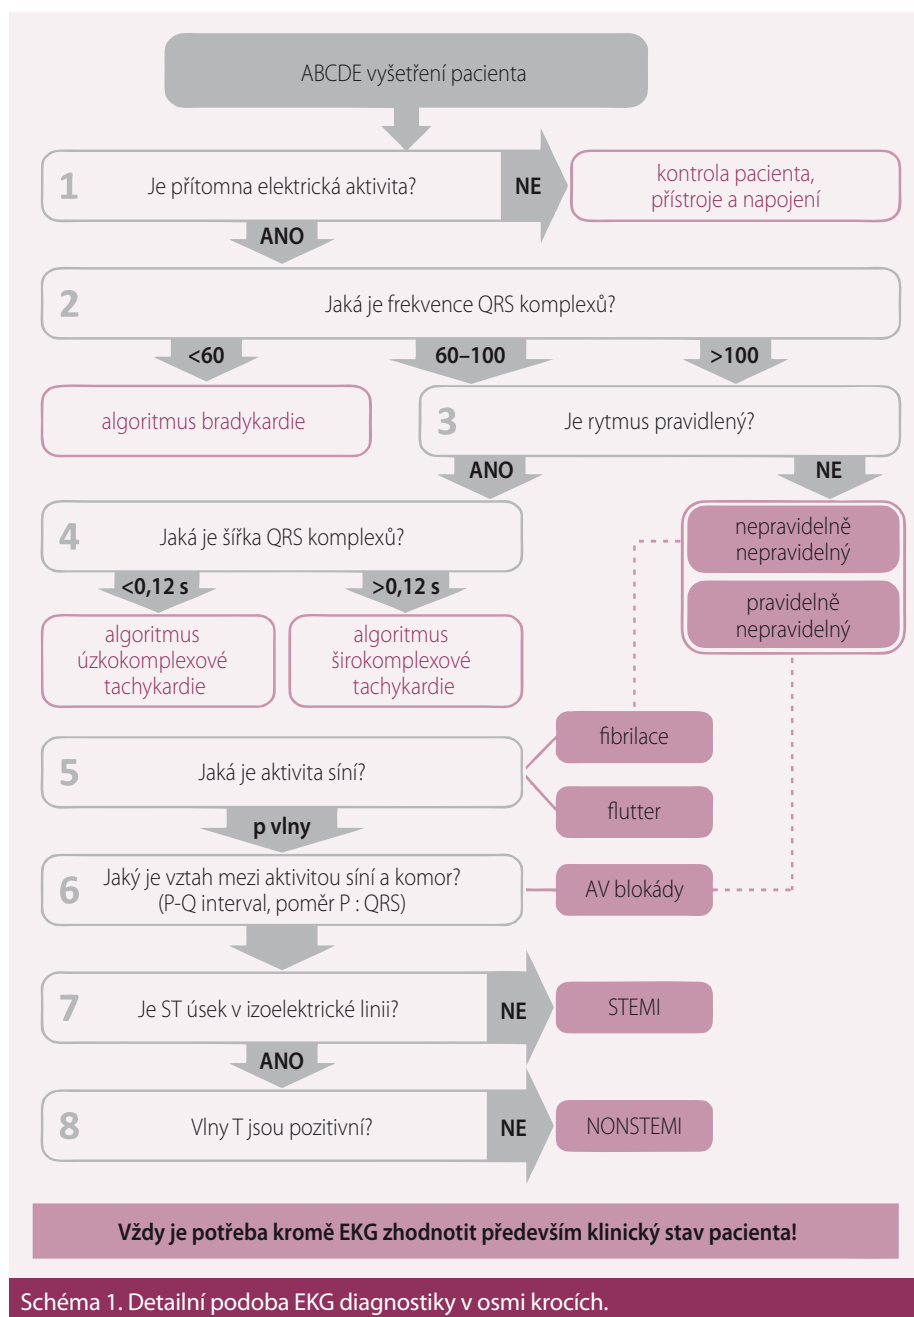 ABCDE vyšetření pacienta
1
Je přítomna elektrická aktivita?
NE
kontrola pacienta,
přístroje a napojení
ANO
2
Jaká je frekvence QRS komplexů?
<60
60–100
>100
algoritmus bradykardie
3
Je rytmus pravidlený?
ANO
NE
4
Jaká je šířka QRS komplexů?
nepravidelně
nepravidelný
<0,12 s
>0,12 s
pravidelně
nepravidelný
algoritmus
úzkokomplexové
tachykardie
algoritmus
širokomplexové
tachykardie
fibrilace
5
Jaká je aktivita síní?
flutter
p vlny
6
Jaký je vztah mezi aktivitou síní a komor?
(P-Q interval, poměr P : QRS)
AV blokády
7
Je ST úsek v izoelektrické linii?
NE
STEMI
ANO
8
Vlny T jsou pozitivní?
NE
NONSTEMI
Vždy je potřeba kromě EKG zhodnotit především klinický stav pacienta!
Schéma 1. Detailní podoba EKG diagnostiky v osmi krocích.